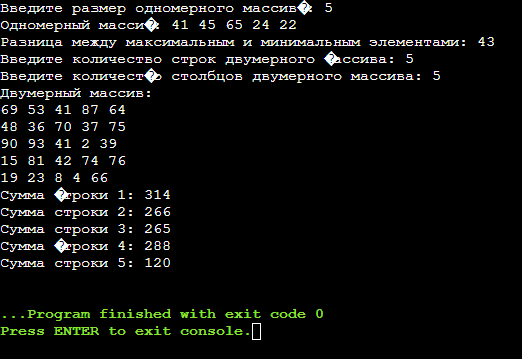 Введите размер одномерного массив�: 5
Одномерный масси�: 41 45 65 24 22
Разница между максимальным и минимальным элементами: 43
Введите количество строк двумерного �ассива: 5
Введите количест�о столбцов двумерного массива: 5
Двумерный массив:
69 53 41 87 64
48 36 70 37 75
90 93 41 2 39
15 81 42 74 76
19 23 8 4 66
Сумма �троки 1: 314
Сумма строки 2: 266
Сумма строки 3: 265
Сумма �троки 4: 288
Сумма строки 5: 120
...Program finished with exit code 0
Press ENTER to exit console.